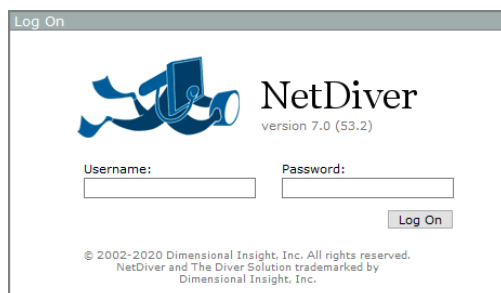 Log On
NetDiver
version 7.0 (53.2)
Username: Password:
Log On
© 2002-2020 Dimensional Insight, Inc. All rights reserved.
NetDiver and The Diver Solution trademarked by
Dimensional Insight, Inc.